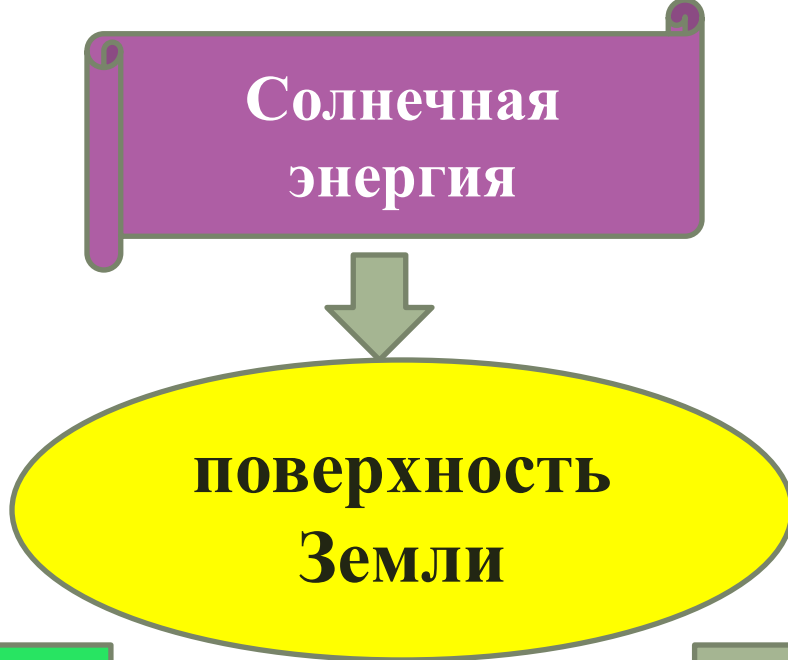 Солнечная
энергия
поверхность
Земли